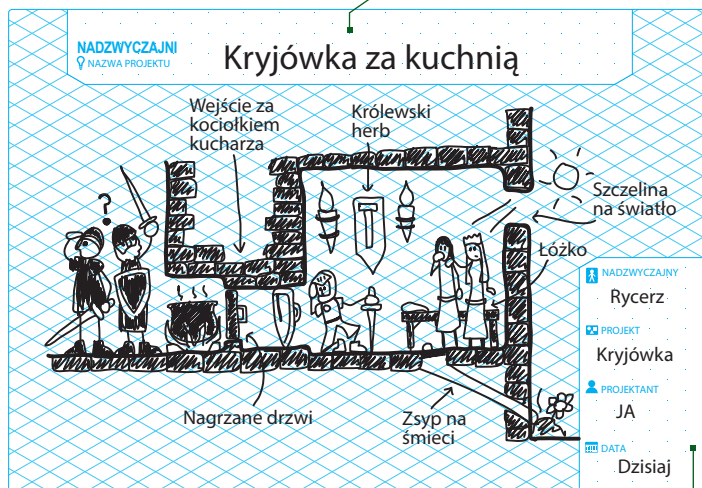 NADZWYCZAJNI
NAZWA PROJEKTU
Kryjówka za kuchnią
Wejście za
kociołkiem
kucharza
Królewski
herb
?
Szczelina
na światło
Łóżko
Nagrzane drzwi
Zsyp na
śmieci
NADZWYCZAJNY
Rycerz
PROJEKT
Kryjówka
PROJEKTANT
JA
DATA
Dzisiaj